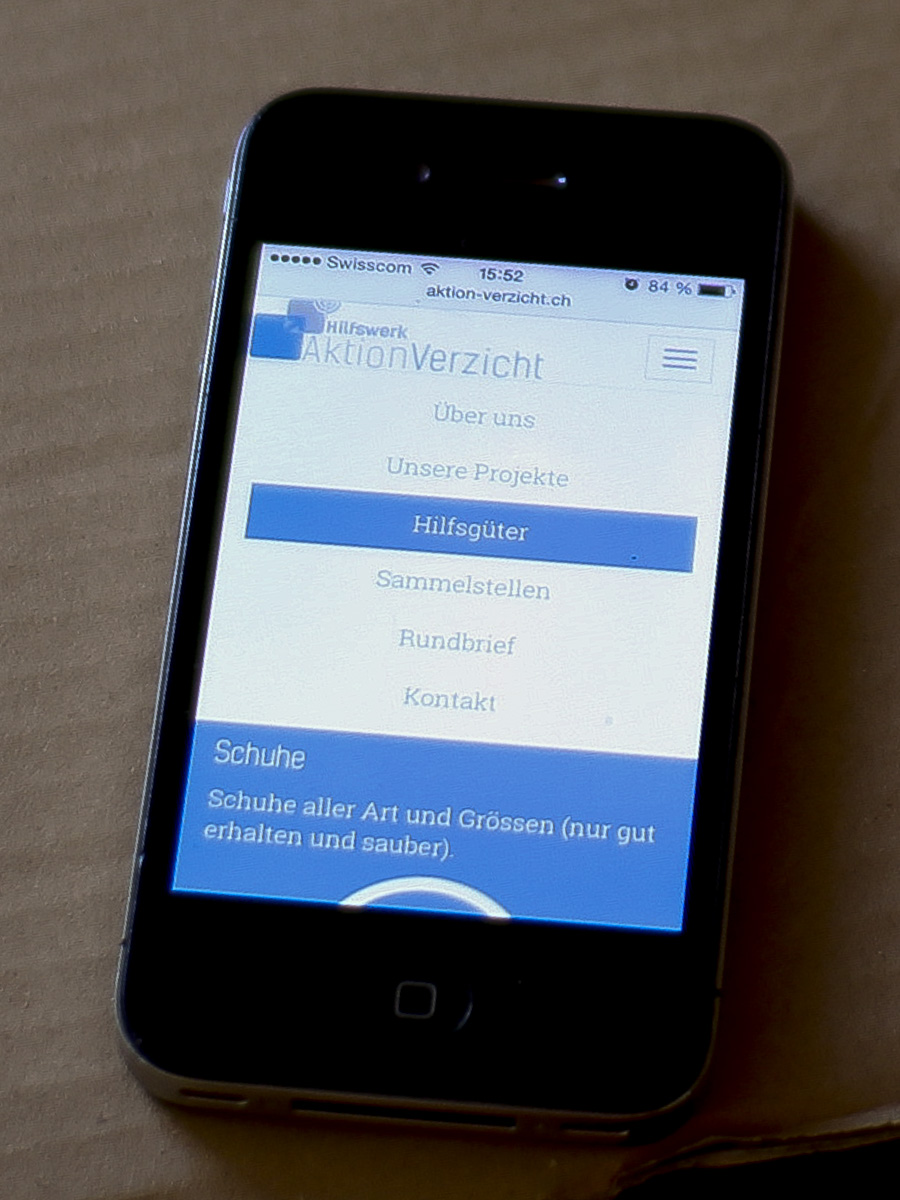 Swisscom 15:52 84 %
aktion-verzicht.ch
Hilfswerk
AktionVerzicht
Über uns
Unsere Projekte
Hilfsgüter
Sammelstellen
Rundbrief
Kontakt
Schuhe
Schuhe aller Art und Grössen (nur gut
erhalten und sauber).